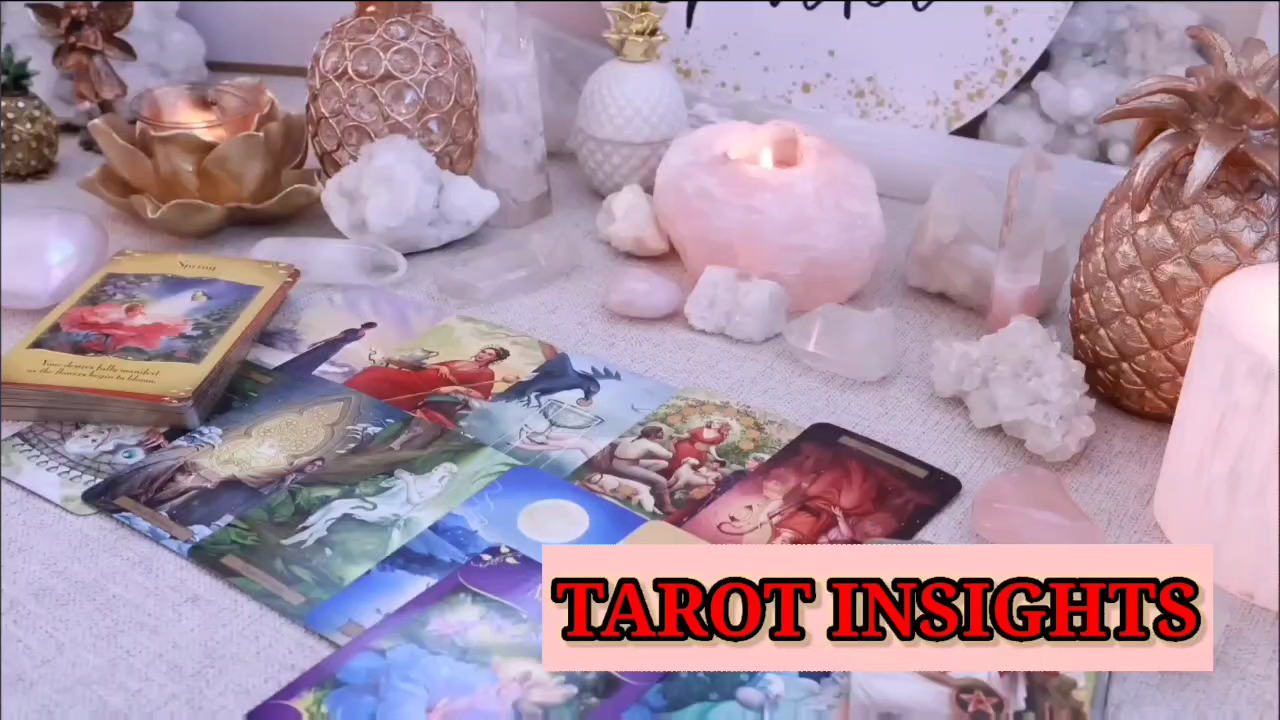 Spring
Your desires fully manifest
as the flowers begin to bloom.
TAROT INSIGHTS